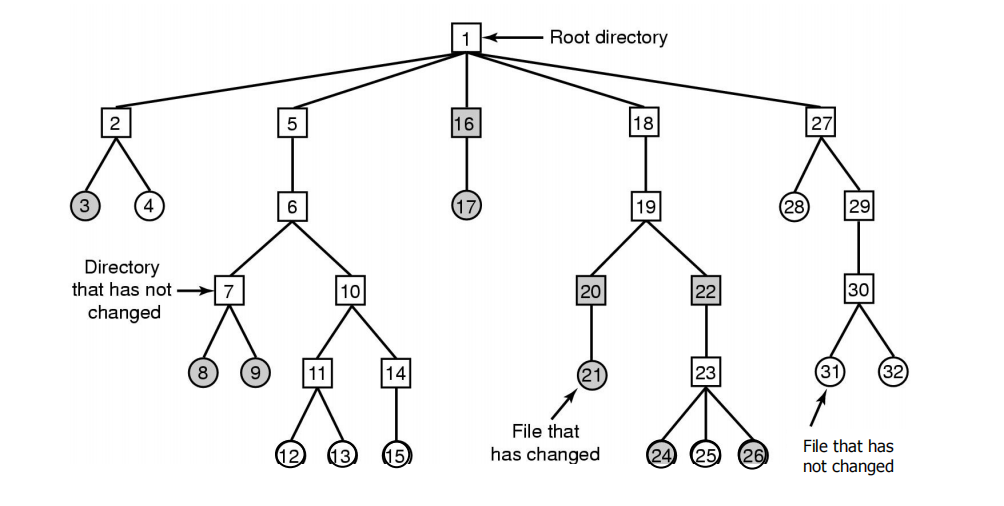 1 Root directory
2 5 16 18 27
3 4 6 17 19 28 29
Directory
that has not
changed
7 10 20 22 30
8 9 11 14 21 23 31 32
File that
has changed
12 13 15 24 25 26
File that has
not changed